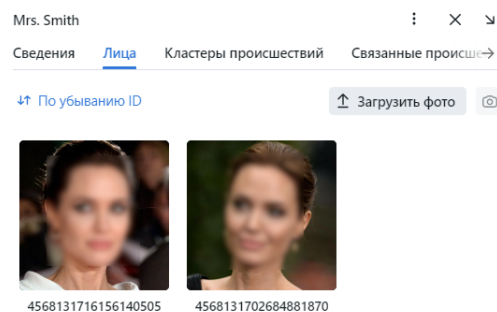 Mrs. Smith
Сведения Лица Кластеры происшествий Связанные происше
По убыванию ID Загрузить фото
4568131716156140505 4568131702684881870